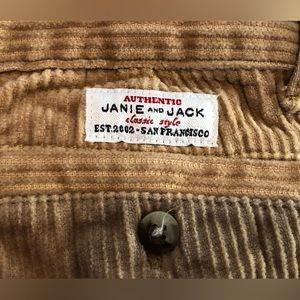 AUTHENTIC
JANIE AND JACK
classic style
EST.2002-SAN FRANCISCO